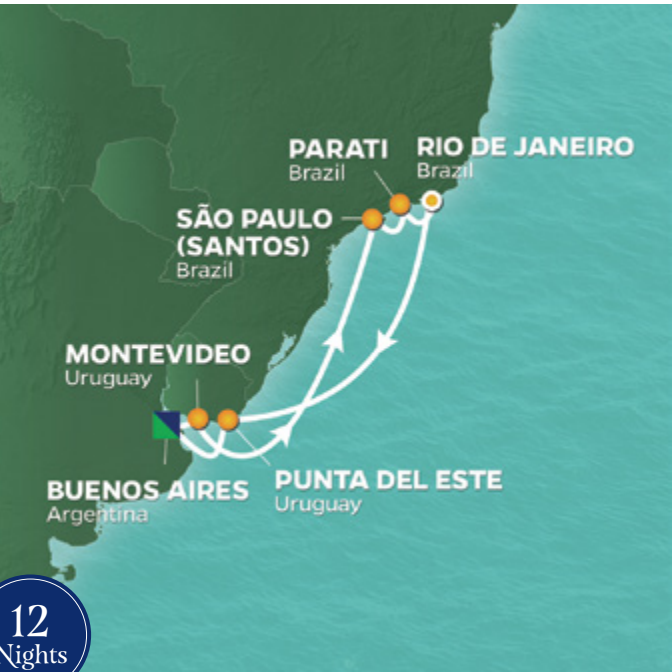 PARATI
Brazil
RIO DE JANEIRO
Brazil
SÃO PAULO
(SANTOS)
Brazil
MONTEVIDEO
Uruguay
BUENOS AIRES
Argentina
PUNTA DEL ESTE
Uruguay
12
Nights